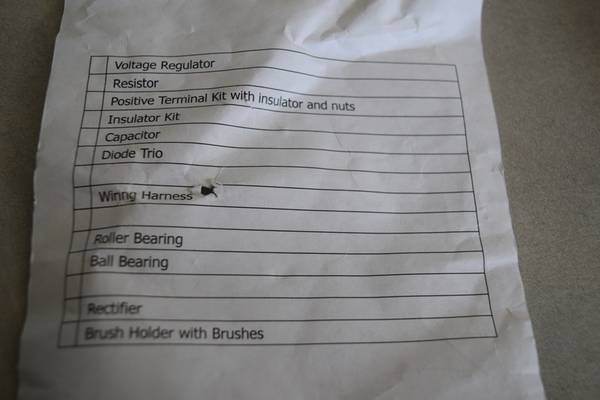 Voltage Regulator
Resistor
Positive Terminal Kit with insulator and nuts
Insulator Kit
Capacitor
Diode Trio
Wiring Harness
Roller Bearing
Ball Bearing
Rectifier
Brush Holder with Brushes